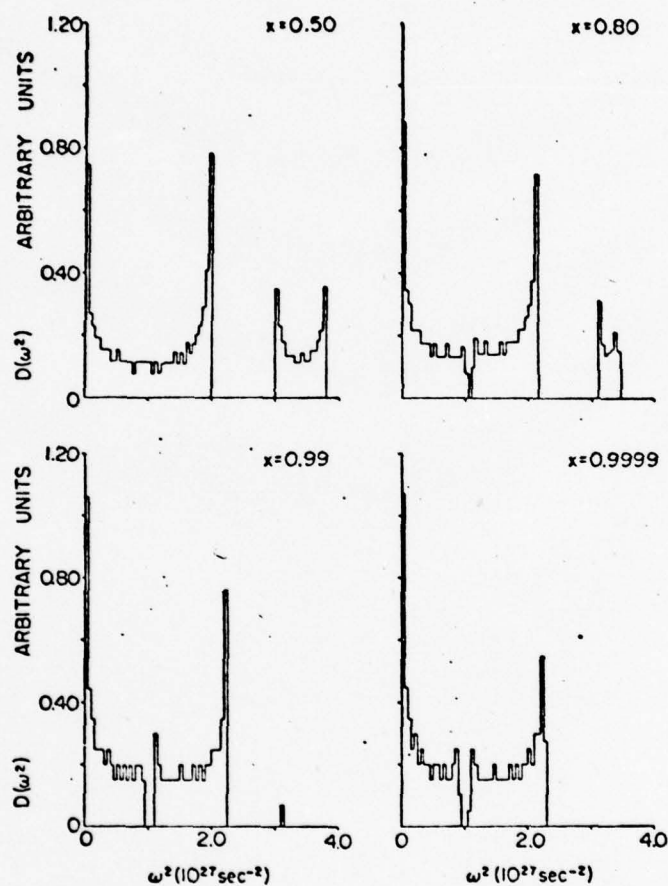 x=0.50
x=0.80
1.20
0.80
0.40
0
D(ω²) ARBITRARY UNITS
x=0.99
x=0.9999
1.20
0.80
0.40
0
D(ω²) ARBITRARY UNITS
0 2.0 4.0
0 2.0 4.0
ω² (10²⁷ sec⁻²)
ω² (10²⁷ sec⁻²)